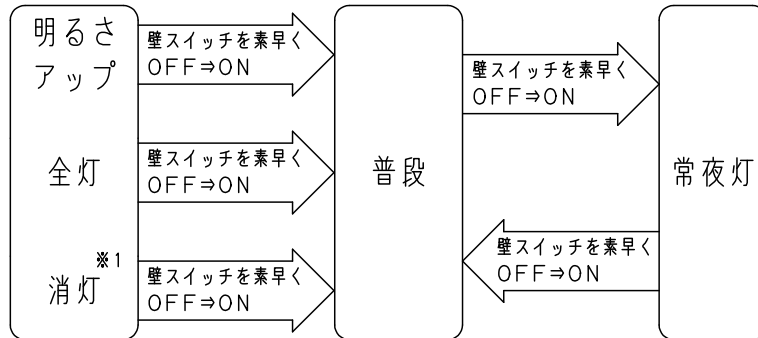 明るさ
アップ
全灯
※1
消灯
壁スイッチを素早く
OFF⇒ON
壁スイッチを素早く
OFF⇒ON
壁スイッチを素早く
OFF⇒ON
普段
壁スイッチを素早く
OFF⇒ON
壁スイッチを素早く
OFF⇒ON
常夜灯